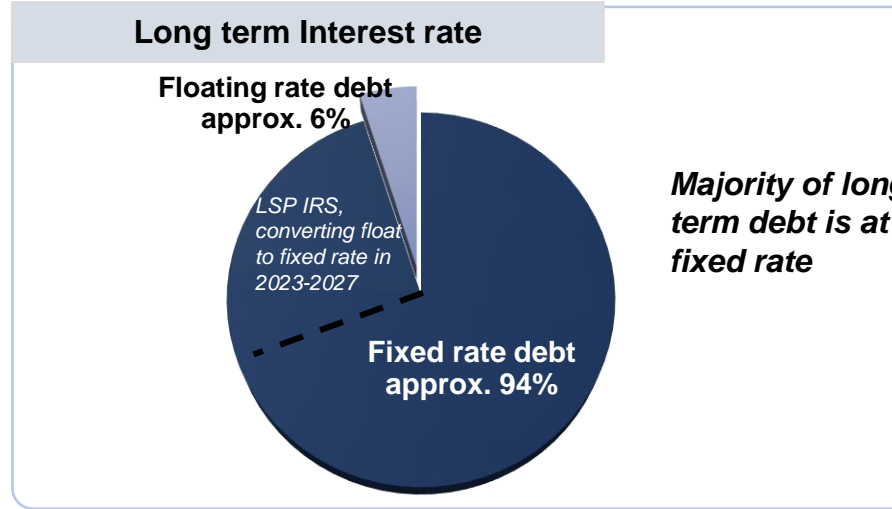 Long term Interest rate
Floating rate debt
approx. 6%
LSP IRS,
converting float
to fixed rate in
2023-2027
Majority of long
term debt is at
fixed rate
Fixed rate debt
approx. 94%